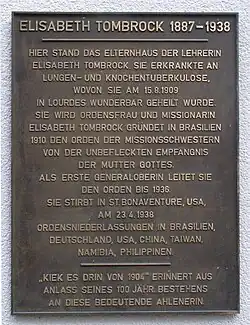 ELISABETH TOMBROCK 1887-1938
HIER STAND DAS ELTERNHAUS DER LEHRERIN
ELISABETH TOMBROCK. SIE ERKRANKTE AN
LUNGEN- UND KNOCHENTUBERKULOSE,
WOVON SIE AM 15.8.1909
IN LOURDES WUNDERBAR GEHEILT WURDE.
SIE WIRD ORDENSFRAU UND MISSIONARIN
ELISABETH TOMBROCK GRÜNDET IN BRASILIEN
1910 DEN ORDEN DER MISSIONSSCHWESTERN
VON DER UNBEFLECKTEN EMPFÄNGNIS
DER MUTTER GOTTES.
ALS ERSTE GENERALOBERIN LEITET SIE
DEN ORDEN BIS 1936.
SIE STIRBT IN ST.BONAVENTURE, USA,
AM 23.4.1938
ORDENSNIEDERLASSUNGEN IN BRASILIEN,
DEUTSCHLAND, USA, CHINA, TAIWAN,
NAMIBIA, PHILIPPINEN.
„KIEK ES DRIN VON 1904“ ERINNERT AUS
ANLASS SEINES 100 JÄHR. BESTEHENS
AN DIESE BEDEUTENDE AHLENERIN.